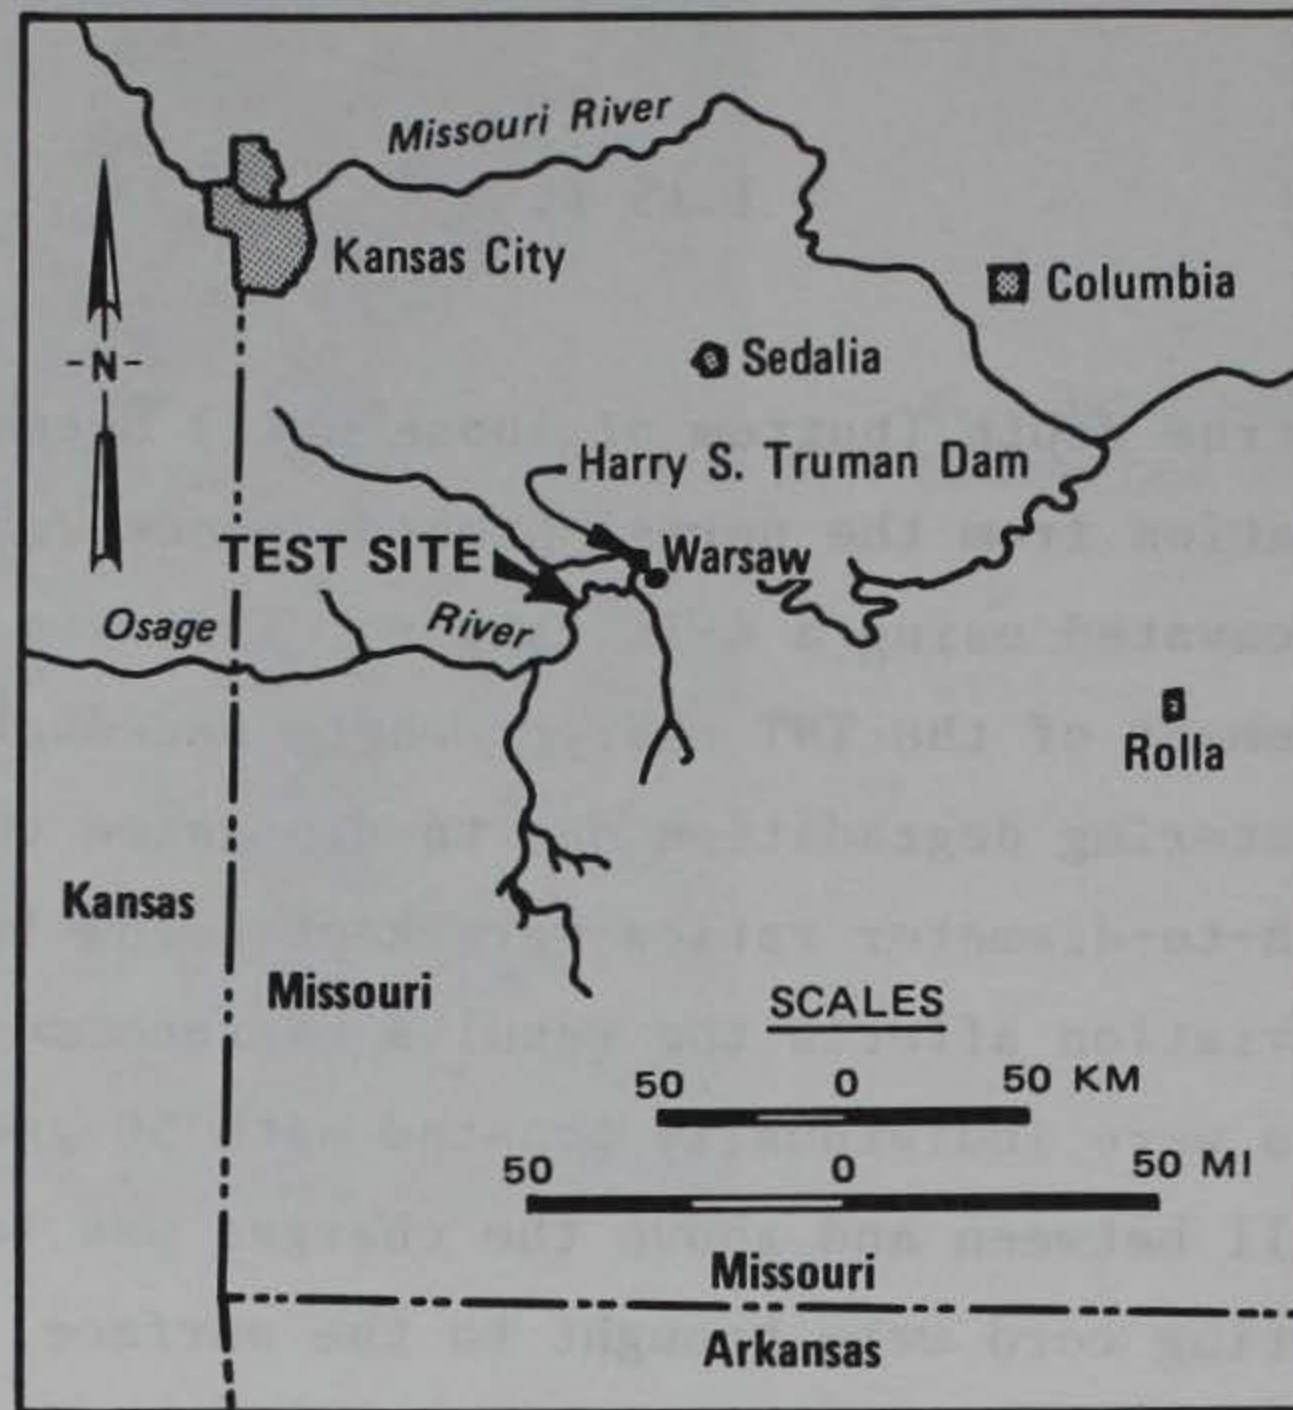 Missouri River
Kansas City
Columbia
-N-
Sedalia
Harry S. Truman Dam
TEST SITE
Warsaw
Osage River
Rolla
Kansas
Missouri
SCALES
50 0 50 KM
50 0 50 MI
Missouri
Arkansas